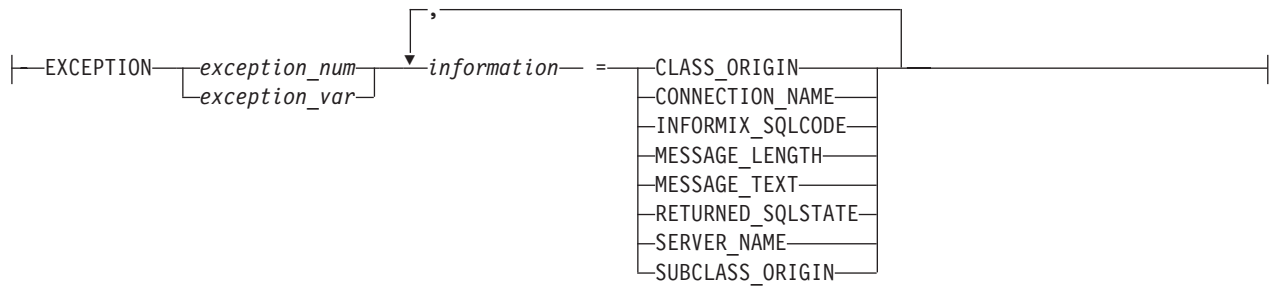 ,
EXCEPTION exception_num information = CLASS_ORIGIN
exception_var CONNECTION_NAME
INFORMIX_SQLCODE
MESSAGE_LENGTH
MESSAGE_TEXT
RETURNED_SQLSTATE
SERVER_NAME
SUBCLASS_ORIGIN